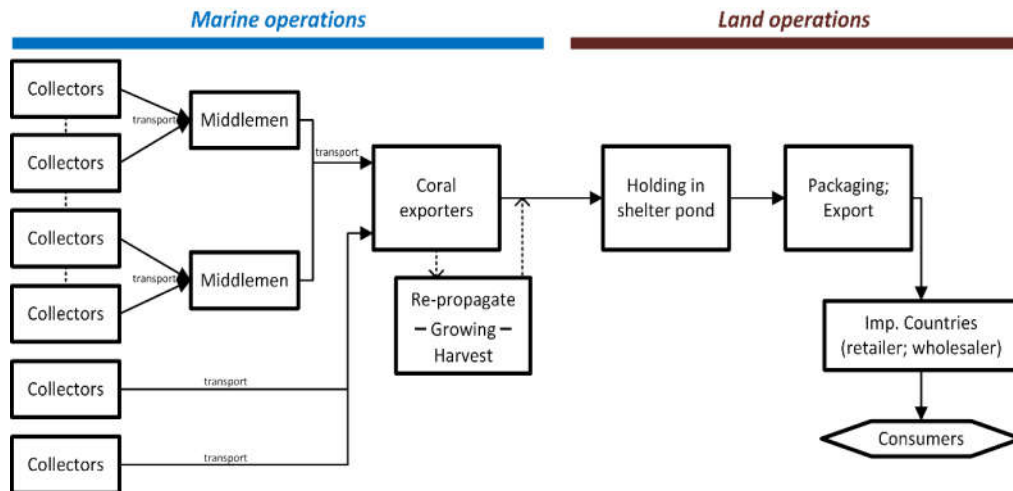 Marine operations
Land operations
Collectors
transport
Middlemen
Collectors
transport
Coral
exporters
Holding in
shelter pond
Packaging;
Export
Collectors
transport
Middlemen
Collectors
Re-propagate
– Growing –
Harvest
Imp. Countries
(retailer; wholesaler)
Collectors
transport
Consumers
Collectors
transport